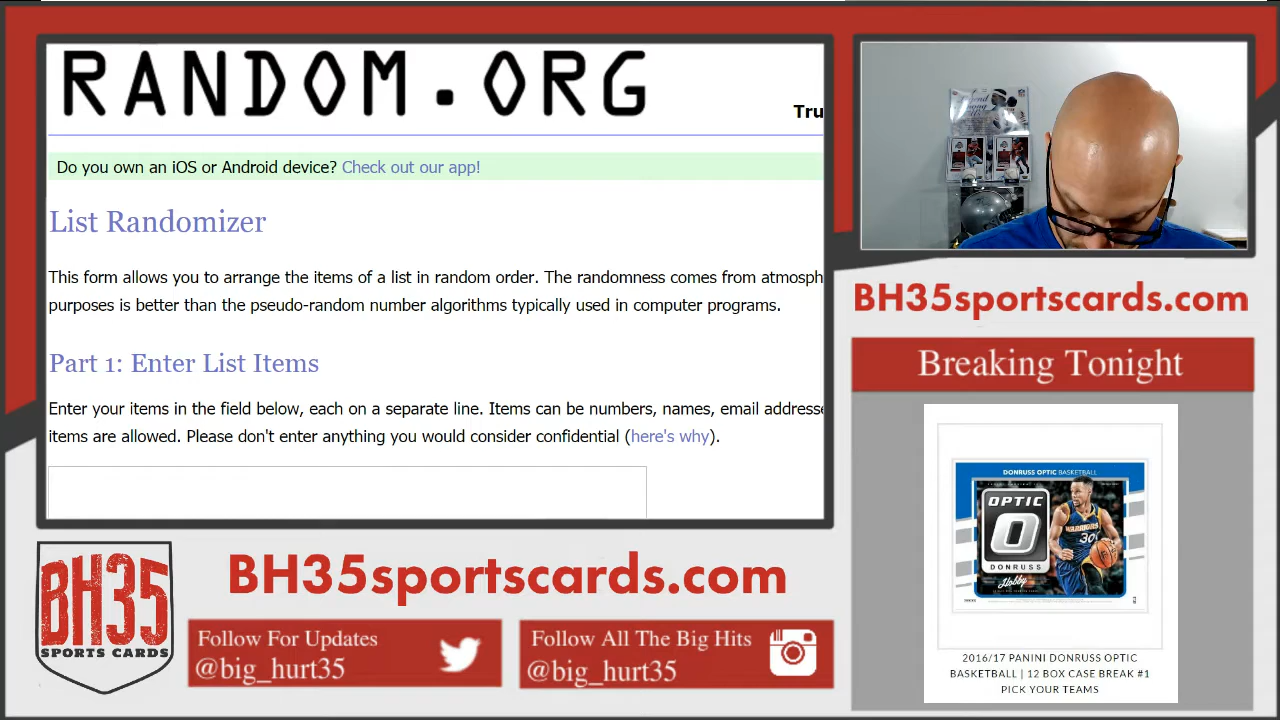 RANDOM.ORG
Tru
Do you own an iOS or Android device? Check out our app!
List Randomizer
This form allows you to arrange the items of a list in random order. The randomness comes from atmosph
purposes is better than the pseudo-random number algorithms typically used in computer programs.
Part 1: Enter List Items
Enter your items in the field below, each on a separate line. Items can be numbers, names, email addresse
items are allowed. Please don't enter anything you would consider confidential (here's why).
BH35sportscards.com
Breaking Tonight
DONRUSS OPTIC BASKETBALL
OPTIC
O
DONRUSS
Hobby
WARRIORS
30
2016/17 PANINI DONRUSS OPTIC
BASKETBALL | 12 BOX CASE BREAK #1
PICK YOUR TEAMS
BH35
SPORTS CARDS
BH35sportscards.com
Follow For Updates
@big_hurt35
Follow All The Big Hits
@big_hurt35